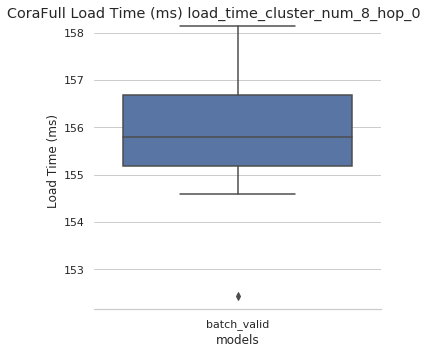 CoraFull Load Time (ms) load_time_cluster_num_8_hop_0
158
157
156
155
154
153
Load Time (ms)
batch_valid
models